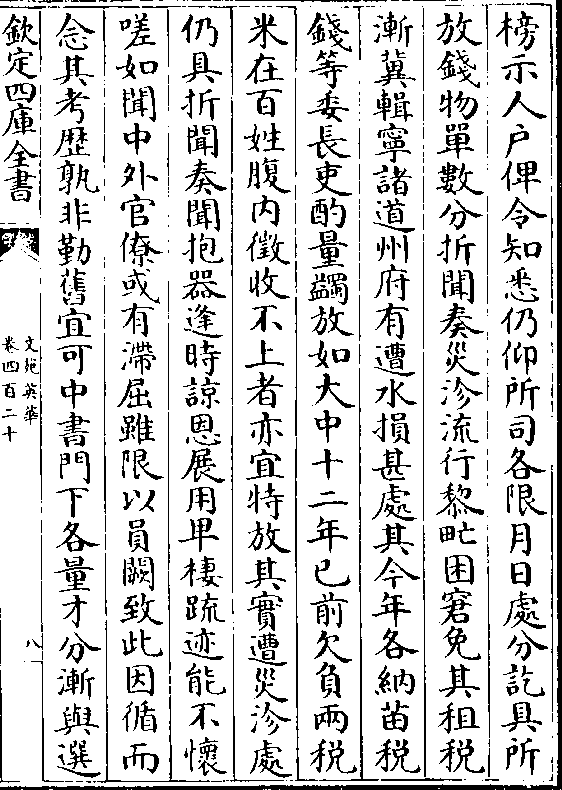 榜示人户俾令知悉仍仰所司各限月日處分訖具所
放錢物單數分折聞奏災沴流行黎甿困窘免其租税
漸冀輯寧諸道州府有遭水損甚處其今年各納苗税
錢等委長吏酌量蠲放如大中十二年已前欠負兩税
米在百姓腹内徵收不上者亦宜特放其實遭災沴處
仍具折聞奏聞抱器逢時諒恩展用卑棲跡迹能不懷
嗟如聞中外官僚或有滯屈雖限以員闕致此因循而
念其考歴孰非勤舊宜可中書門下各量才分漸與選
欽定四庫全書
文苑英華
卷四百二十
八